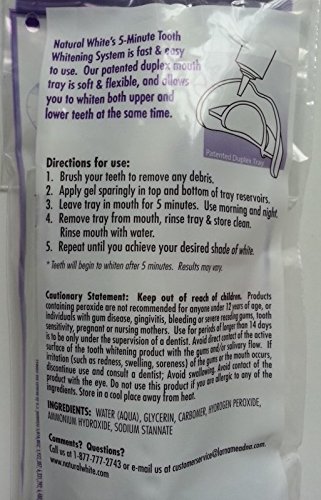 Natural White's 5-Minute Tooth
Whitening System is fast & easy
to use. Our patented duplex mouth
tray is soft & flexible, and allows
you to whiten both upper and
lower teeth at the same time.
Patented Duplex Tray
Directions for use:
1. Brush your teeth to remove any debris.
2. Apply gel sparingly in top and bottom of tray reservoirs.
3. Leave tray in mouth for 5 minutes. Use morning and night.
4. Remove tray from mouth, rinse tray & store clean.
Rinse mouth with water.
5. Repeat until you achieve your desired shade of white.
* Teeth will begin to whiten after 5 minutes. Results may vary.
Cautionary Statement: Keep out of reach of children. Products
containing peroxide are not recommended for anyone under 12 years of age, or
individuals with gum disease, gingivitis, bleeding or severe reading gums, tooth
sensitivity, pregnant or nursing mothers. Use for periods of longer than 14 days
is to be only under the supervision of a dentist. Avoid direct contact of the active
surface of the tooth whitening product with the gums and/or salivary flow. If
irritation (such as redness, swelling, soreness) of the gums or the mouth occurs,
discontinue use and consult a dentist; Avoid swallowing. Avoid contact of the
product with the eye. Do not use this product if you are allergic to any of the
ingredients. Store in a cool place away from heat.
INGREDIENTS: WATER (AQUA), GLYCERIN, CARBOMER, HYDROGEN PEROXIDE,
AMMONIUM HYDROXIDE, SODIUM STANNATE
Comments? Questions?
Call us at 1-877-777-2743 or e-mail us at customerservice@lornamead.com
www.naturalwhite.com